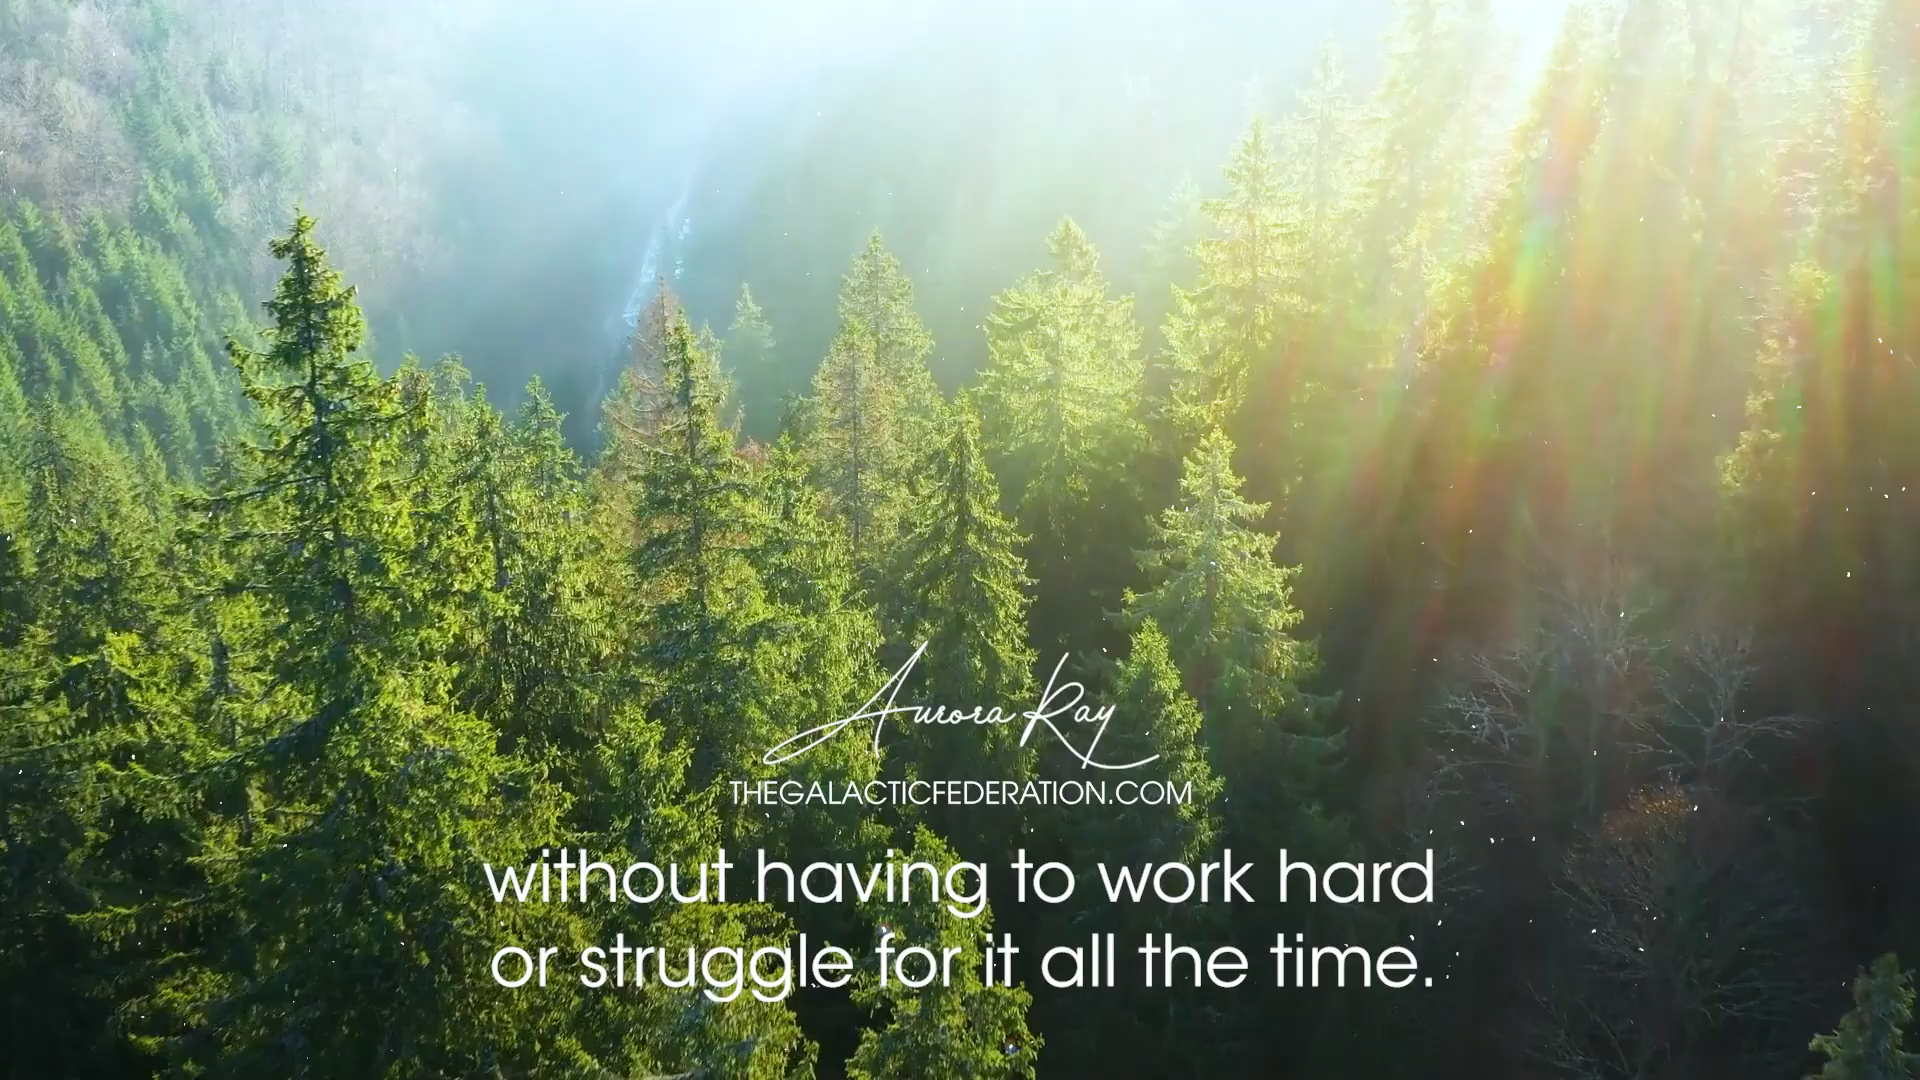 Aurora Ray
THEGALACTICFEDERATION.COM
without having to work hard
or struggle for it all the time.